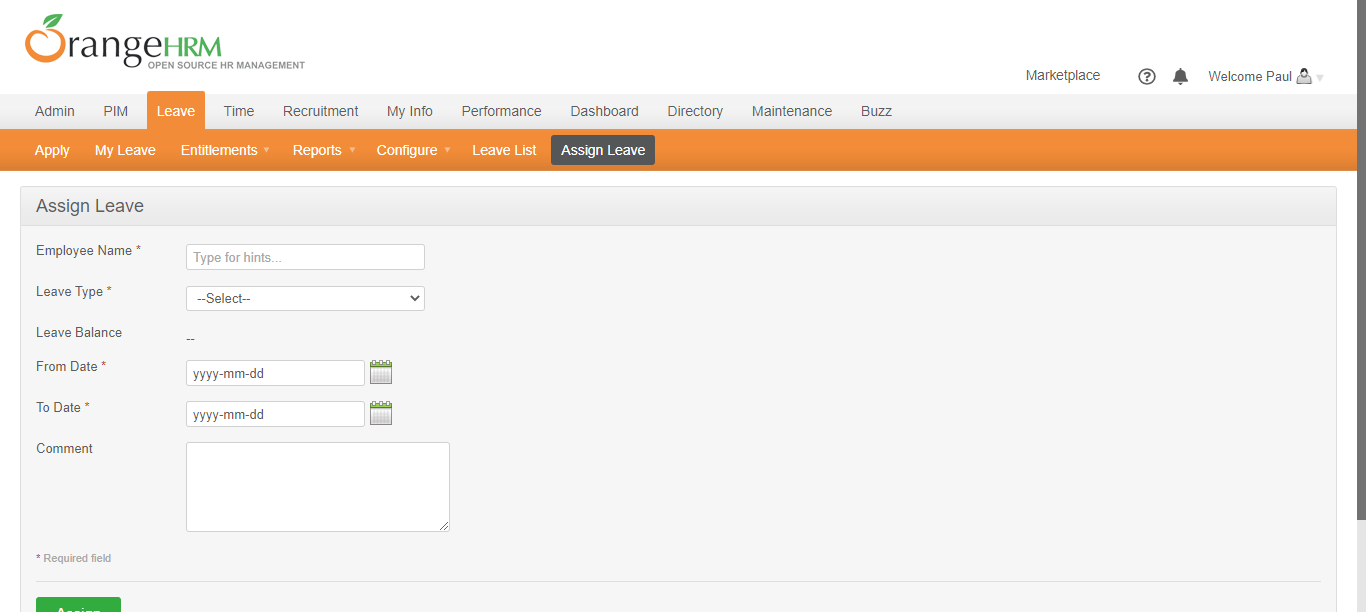 OrangeHRM
OPEN SOURCE HR MANAGEMENT
Marketplace ? Welcome Paul
Admin PIM Leave Time Recruitment My Info Performance Dashboard Directory Maintenance Buzz
Apply My Leave Entitlements Reports Configure Leave List Assign Leave
Assign Leave
Employee Name * Type for hints...
Leave Type * --Select--
Leave Balance --
From Date * yyyy-mm-dd
To Date * yyyy-mm-dd
Comment
* Required field
Assign